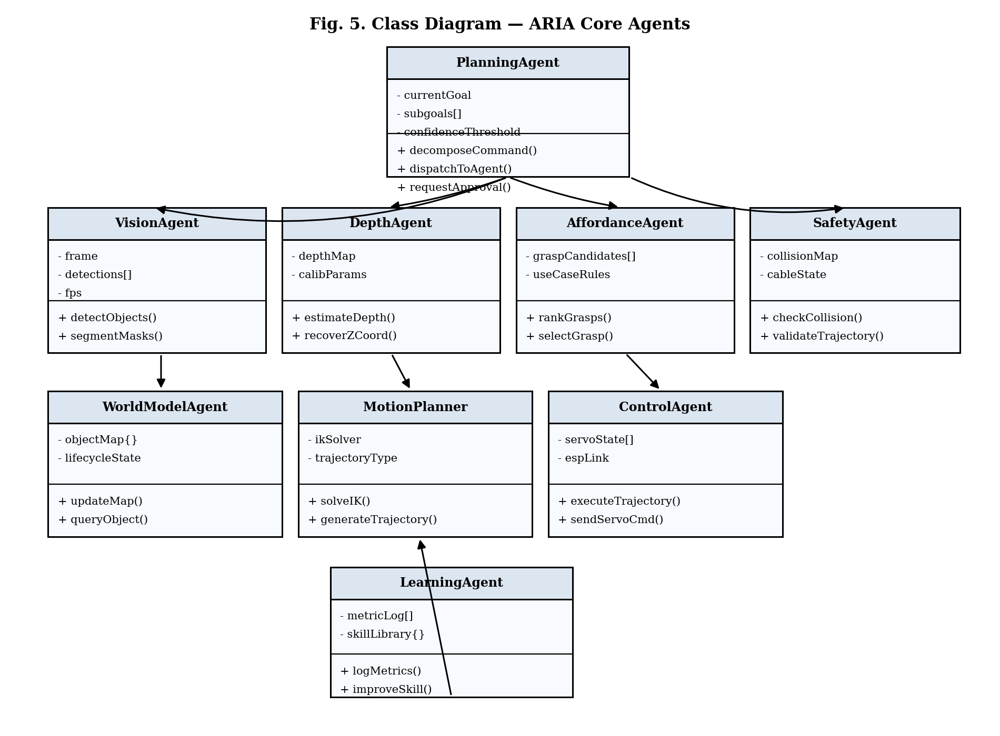 Fig. 5. Class Diagram — ARIA Core Agents
PlanningAgent
- currentGoal
- subgoals[]
- confidenceThreshold
+ decomposeCommand()
+ dispatchToAgent()
+ requestApproval()
VisionAgent
- frame
- detections[]
- fps
+ detectObjects()
+ segmentMasks()
DepthAgent
- depthMap
- calibParams
+ estimateDepth()
+ recoverZCoord()
AffordanceAgent
- graspCandidates[]
- useCaseRules
+ rankGrasps()
+ selectGrasp()
SafetyAgent
- collisionMap
- cableState
+ checkCollision()
+ validateTrajectory()
WorldModelAgent
- objectMap{}
- lifecycleState
+ updateMap()
+ queryObject()
MotionPlanner
- ikSolver
- trajectoryType
+ solveIK()
+ generateTrajectory()
ControlAgent
- servoState[]
- espLink
+ executeTrajectory()
+ sendServoCmd()
LearningAgent
- metricLog[]
- skillLibrary{}
+ logMetrics()
+ improveSkill()